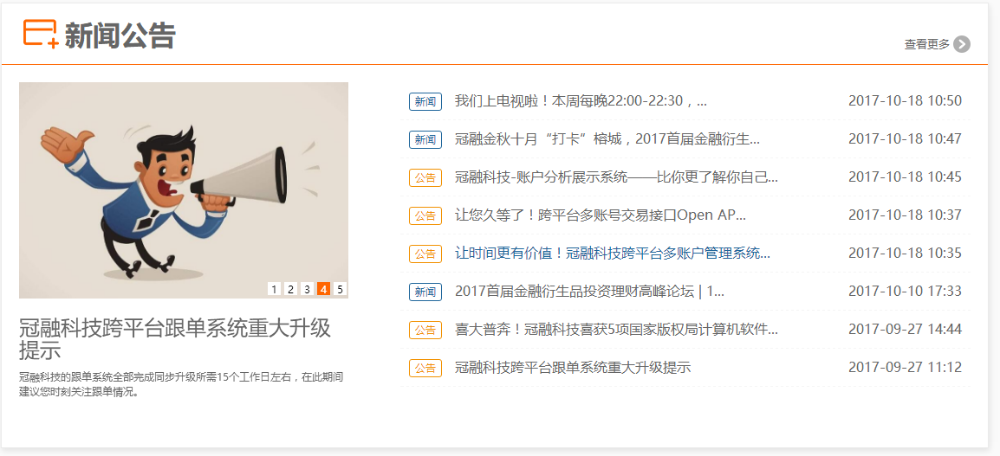 新闻公告
查看更多
1 2 3 4 5
冠融科技跨平台跟单系统重大升级
提示
冠融科技的跟单系统全部完成同步升级所需15个工作日左右，在此期间
建议您时刻关注跟单情况。
新闻 我们上电视啦！本周每晚22:00-22:30，... 2017-10-18 10:50
新闻 冠融金秋十月“打卡”榕城，2017首届金融衍生... 2017-10-18 10:47
公告 冠融科技-账户分析展示系统——比你更了解你自己... 2017-10-18 10:45
公告 让您久等了！跨平台多账号交易接口Open AP... 2017-10-18 10:37
公告 让时间更有价值！冠融科技跨平台多账户管理系统... 2017-10-18 10:35
新闻 2017首届金融衍生品投资理财高峰论坛 | 1... 2017-10-10 17:33
公告 喜大普奔！冠融科技喜获5项国家版权局计算机软件... 2017-09-27 14:44
公告 冠融科技跨平台跟单系统重大升级提示 2017-09-27 11:12